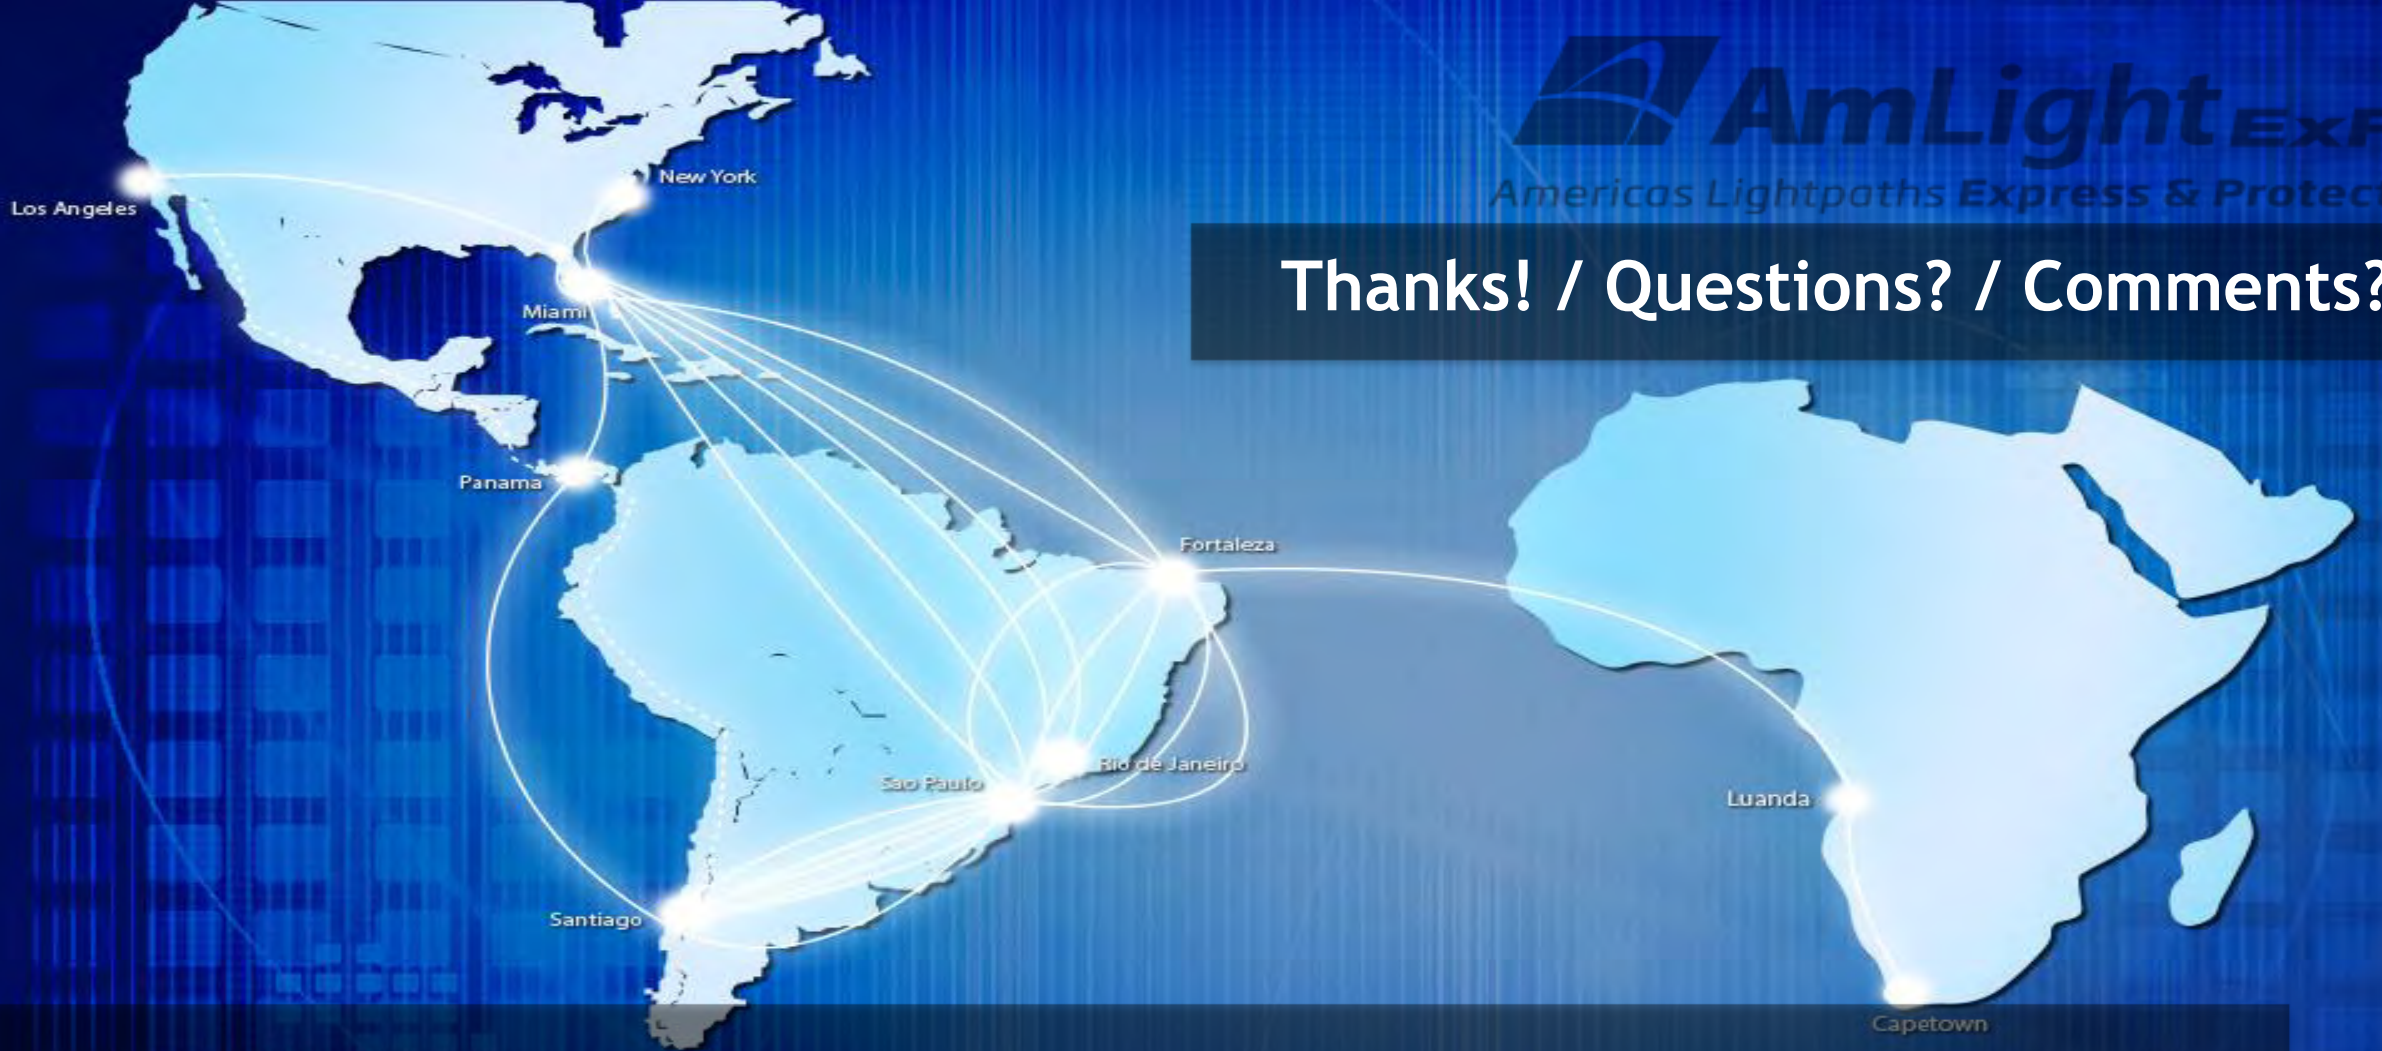 AmLight
Americas Lightpaths Express &
Thanks! / Questions? / Comments?
New York
Los Angeles
Miami
Panama
Fortaleza
Rio de Janeiro
Sao Paulo
Luanda
Santiago
Capetown